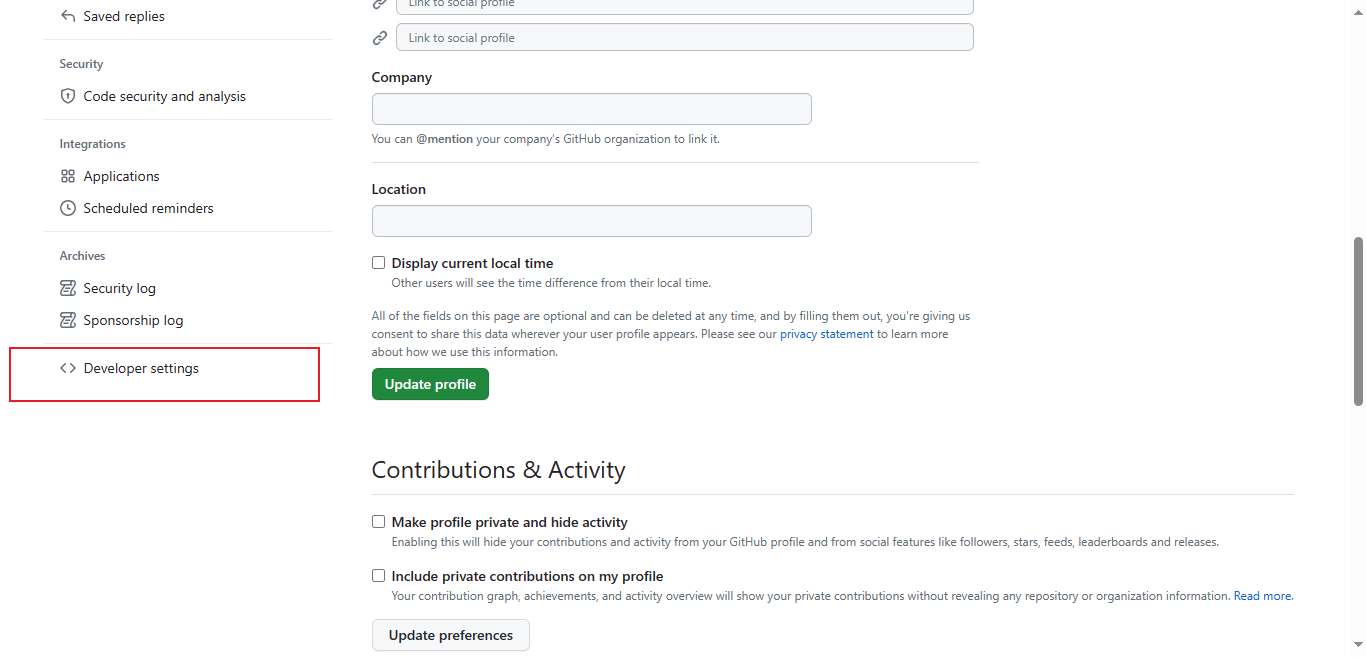 Saved replies
Security
Code security and analysis
Integrations
Applications
Scheduled reminders
Archives
Security log
Sponsorship log
Developer settings
Link to social profile
Link to social profile
Company
You can @mention your company's GitHub organization to link it.
Location
Display current local time
Other users will see the time difference from their local time.
All of the fields on this page are optional and can be deleted at any time, and by filling them out, you're giving us
consent to share this data wherever your user profile appears. Please see our privacy statement to learn more
about how we use this information.
Update profile
Contributions & Activity
Make profile private and hide activity
Enabling this will hide your contributions and activity from your GitHub profile and from social features like followers, stars, feeds, leaderboards and releases.
Include private contributions on my profile
Your contribution graph, achievements, and activity overview will show your private contributions without revealing any repository or organization information. Read more.
Update preferences